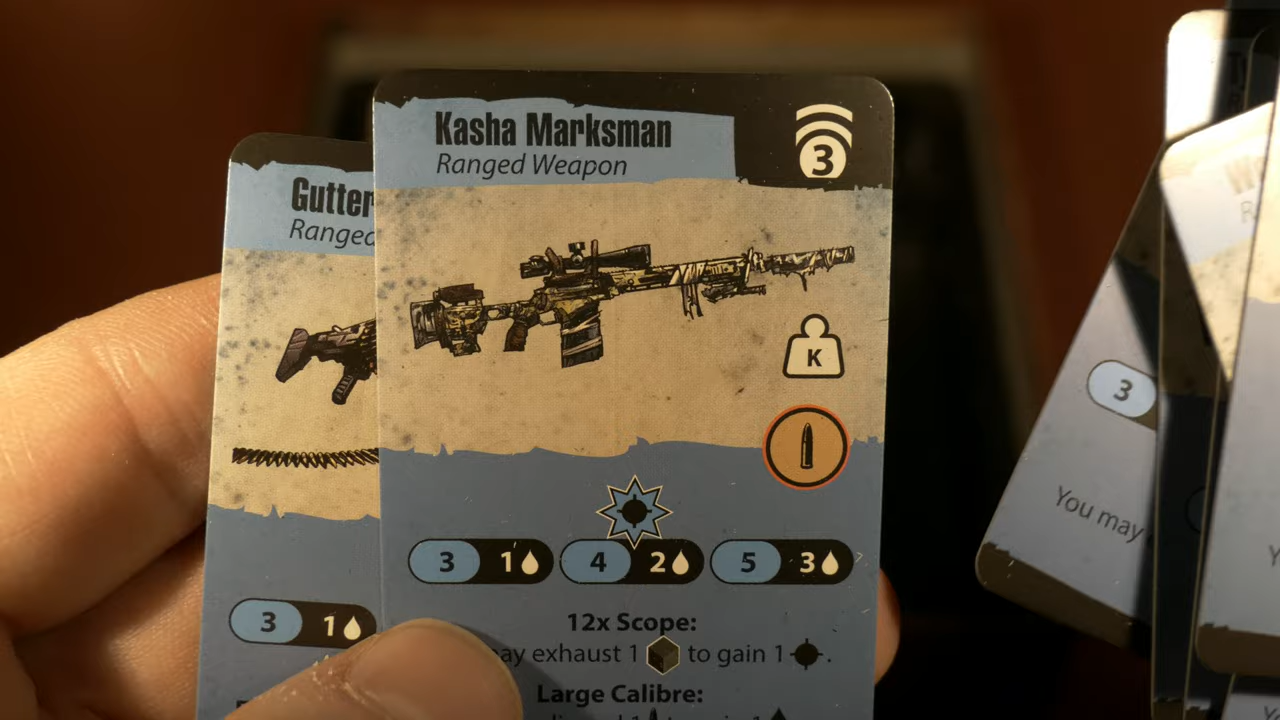 Kasha Marksman
Ranged Weapon
3
Gutter
Ranged
K
3 1 4 2 5 3
3 1
12x Scope:
may exhaust 1 to gain 1 .
Large Calibre:
3
You may